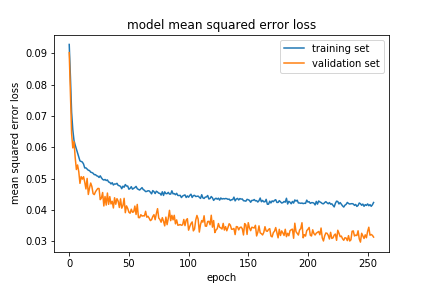 model mean squared error loss
training set
validation set
mean squared error loss
0.09
0.08
0.07
0.06
0.05
0.04
0.03
0 50 100 150 200 250
epoch